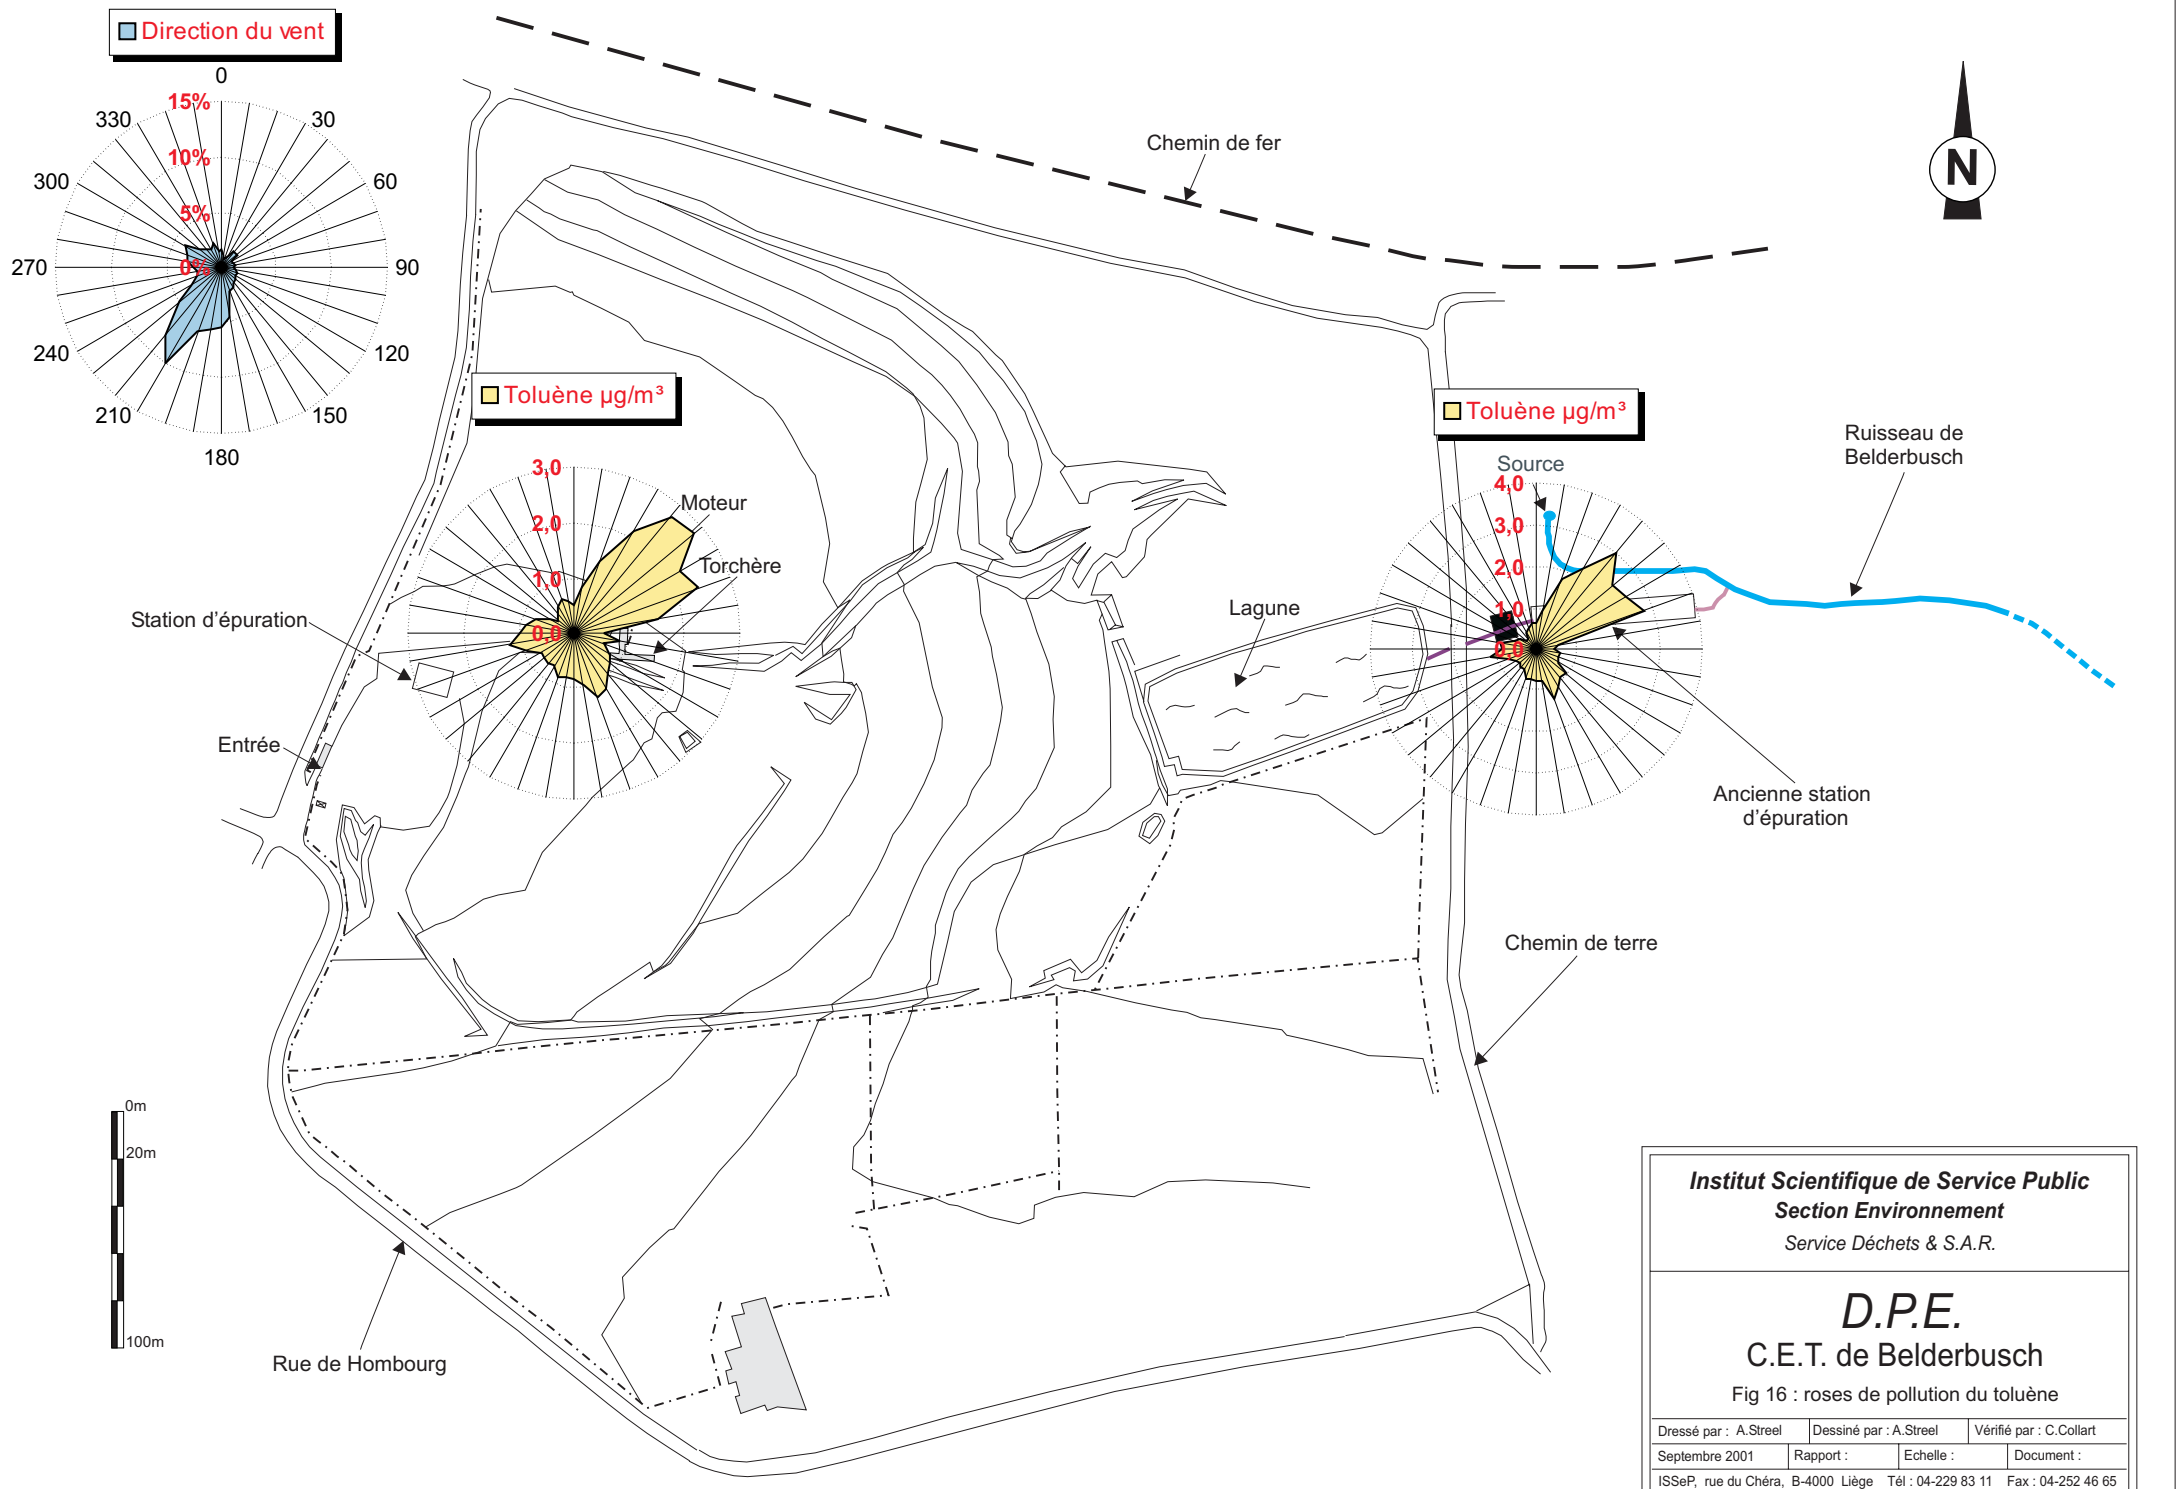 Direction du vent
0
30
60
90
120
150
180
210
240
270
300
330
15%
10%
5%
0%
Chemin de fer
N
Toluène µg/m³
3,0
2,0
1,0
0,0
Moteur
Torchère
Station d'épuration
Entrée
Lagune
Toluène µg/m³
Source
4,0
3,0
2,0
1,0
0,0
Ruisseau de
Belderbusch
Ancienne station
d'épuration
Chemin de terre
0m
20m
100m
Rue de Hombourg
Institut Scientifique de Service Public
Section Environnement
Service Déchets & S.A.R.
D.P.E.
C.E.T. de Belderbusch
Fig 16 : roses de pollution du toluène
Dressé par : A.Streel Dessiné par : A.Streel Vérifié par : C.Collart
Septembre 2001 Rapport : Echelle : Document :
ISSeP, rue du Chéra, B-4000 Liège Tél : 04-229 83 11 Fax : 04-252 46 65